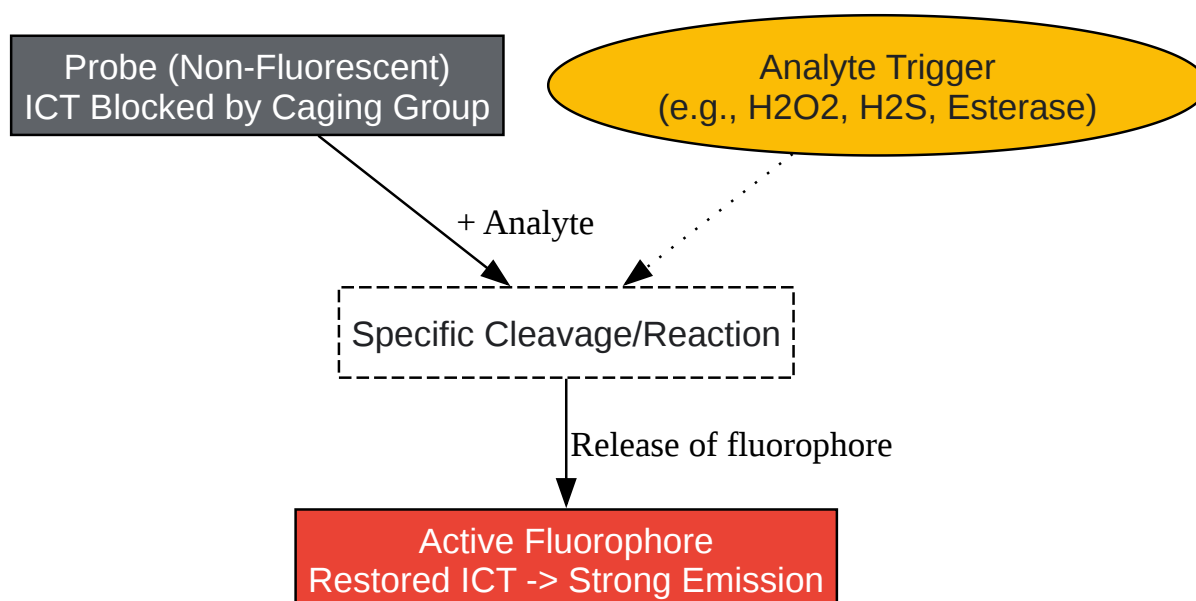 Probe (Non-Fluorescent)
ICT Blocked by Caging Group
Analyte Trigger
(e.g., H2O2, H2S, Esterase)
+ Analyte
Specific Cleavage/Reaction
Release of fluorophore
Active Fluorophore
Restored ICT -> Strong Emission